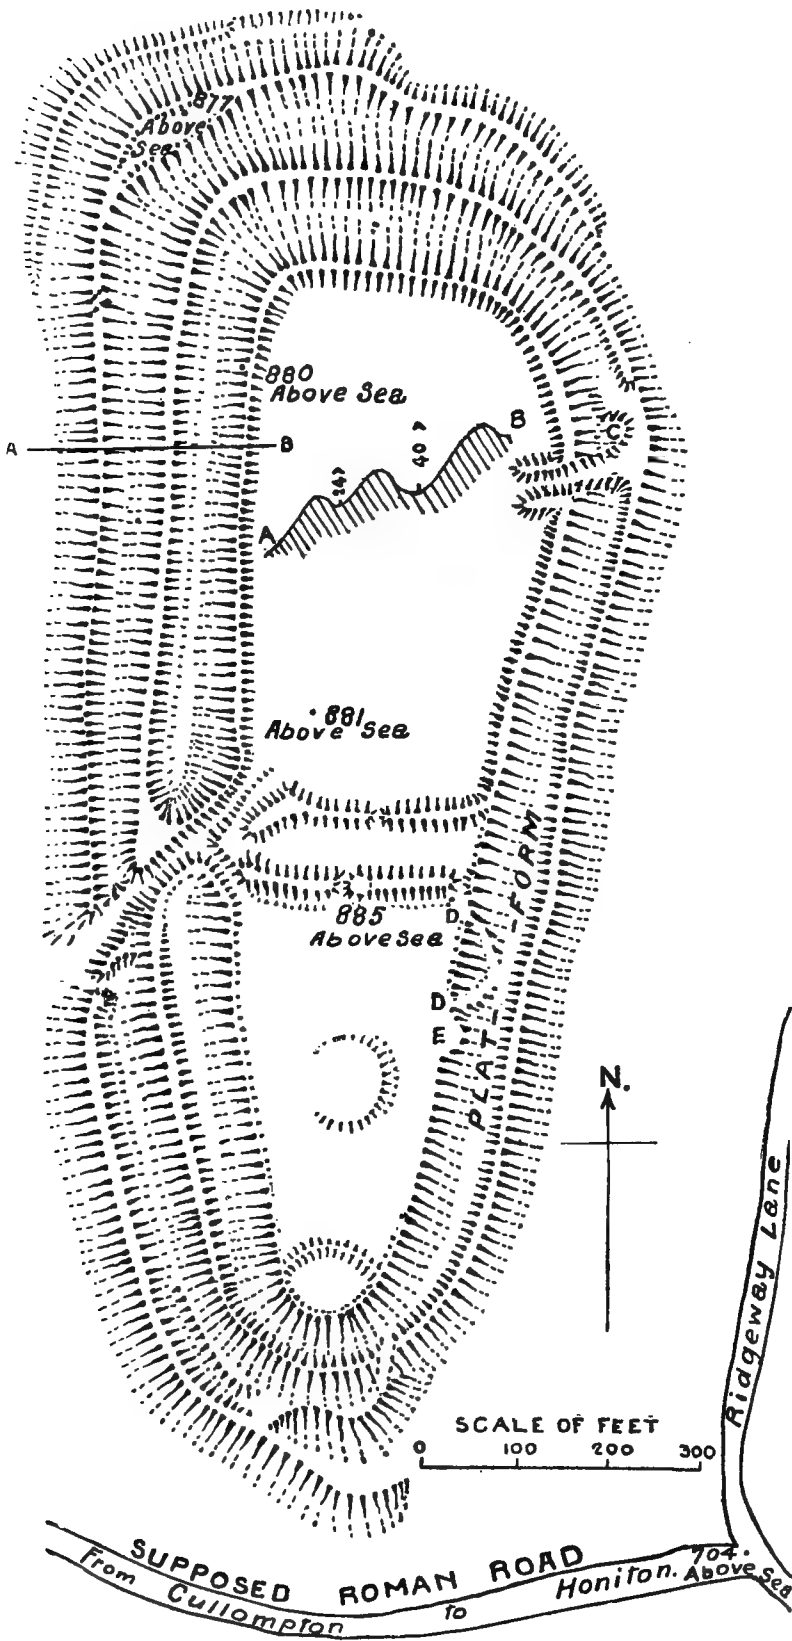 877
Above
Sea
880
Above Sea
A
B
B
C
24
40
A
881
Above Sea
885
Above Sea
D
D
E
PLAT-FORM
N.
Ridgeway Lane
SCALE OF FEET
0 100 200 300
SUPPOSED ROMAN ROAD
From Cullompton to Honiton.
704
Above Sea